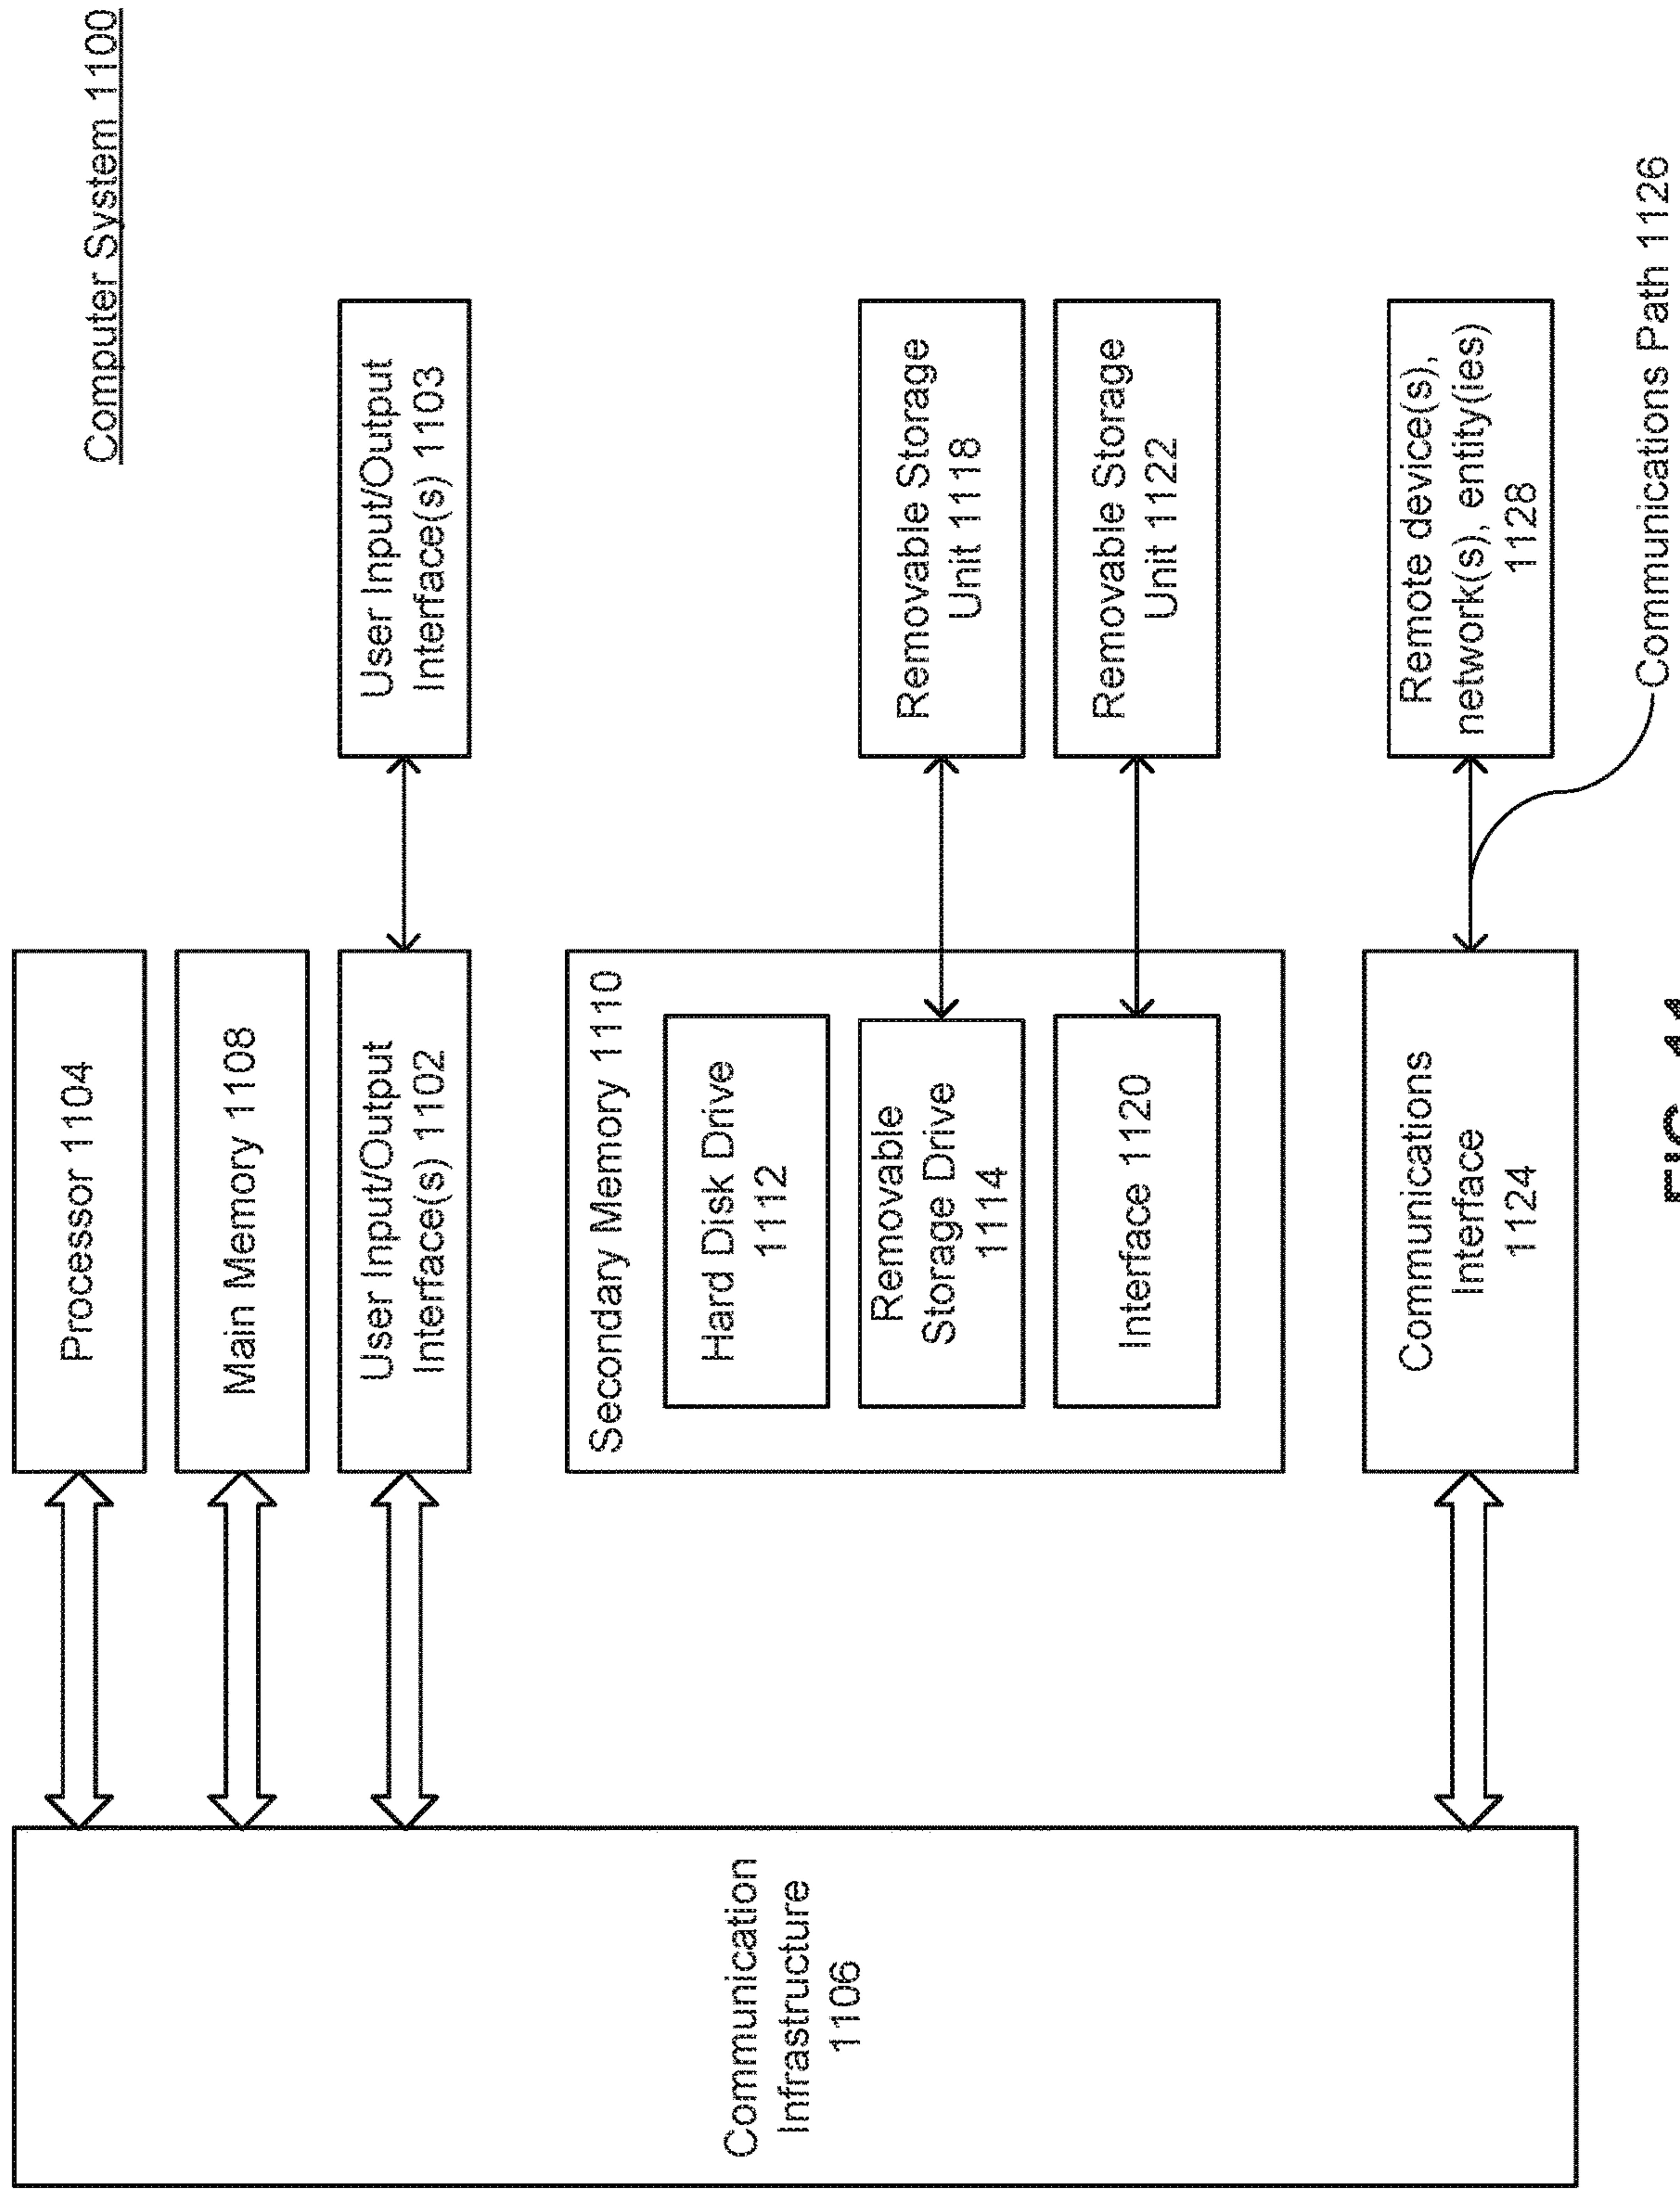 Computer System 1100
Processor 1104
Main Memory 1108
User Input/Output
Interface(s) 1102
User Input/Output
Interface(s) 1103
Secondary Memory 1110
Hard Disk Drive
1112
Removable
Storage Drive
1114
Removable Storage
Unit 1118
Interface 1120
Removable Storage
Unit 1122
Communication
Infrastructure
1106
Communications
Interface
1124
Remote device(s),
network(s), entity(ies)
1128
Communications Path 1126